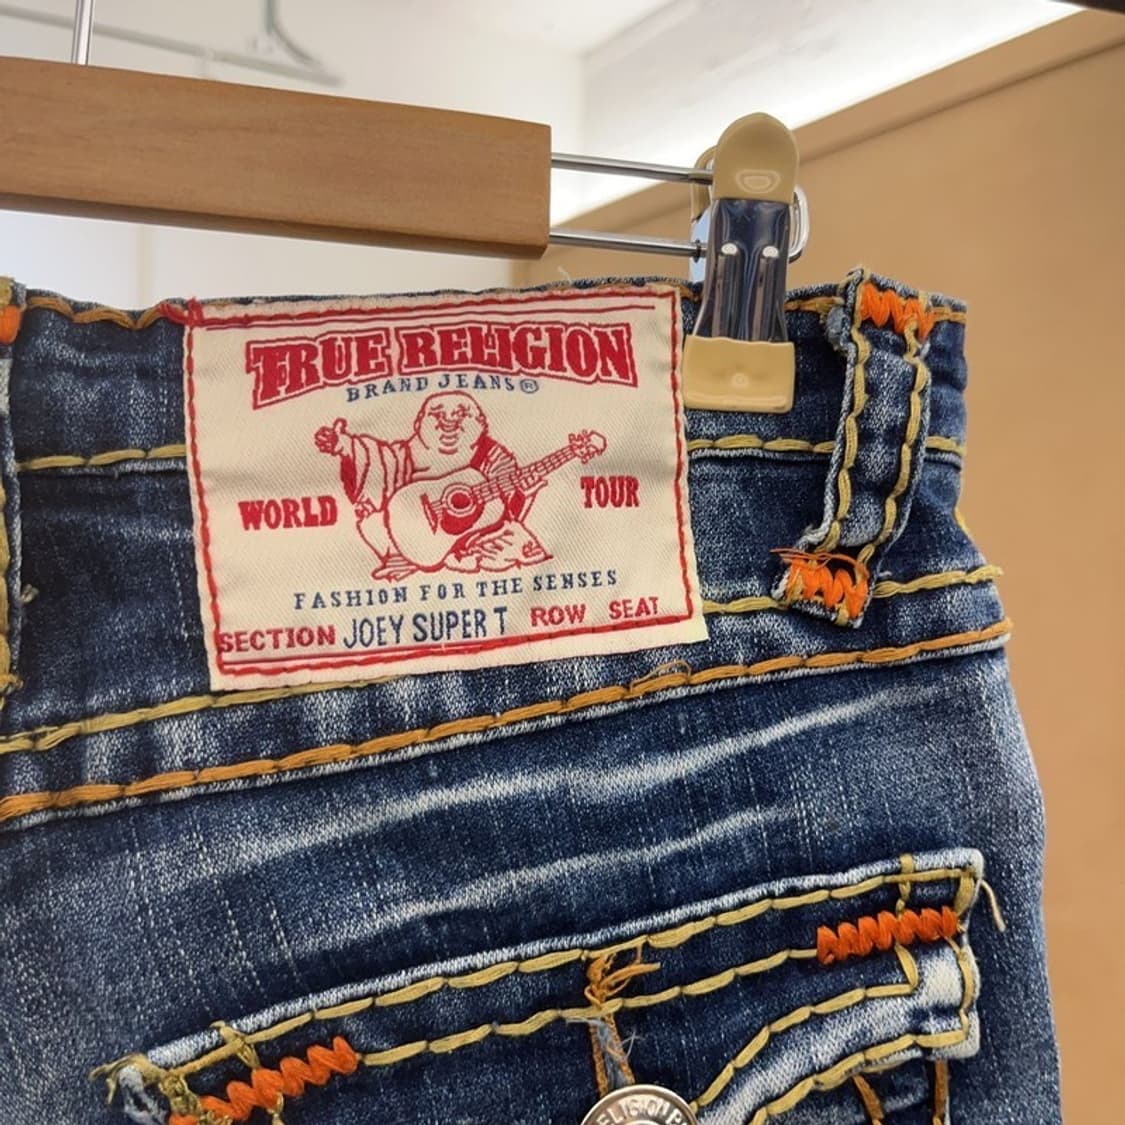 TRUE RELIGION
BRAND JEANS®
WORLD TOUR
FASHION FOR THE SENSES
SECTION JOEY SUPER T ROW SEAT